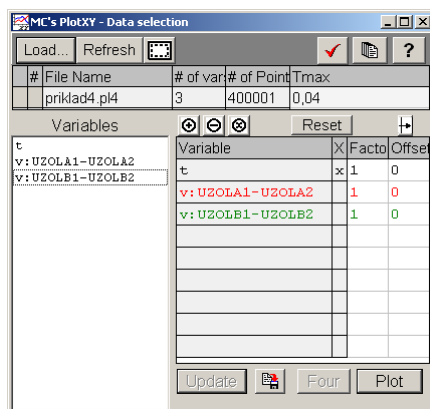 MC's PlotXY - Data selection
Load... Refresh ?
# File Name # of var: # of Point Tmax
priklad4.pl4 3 400001 0,04
Variables Reset
t
v:UZOLA1-UZOLA2
v:UZOLB1-UZOLB2
Variable X Facto Offset
t x 1 0
v:UZOLA1-UZOLA2 1 0
v:UZOLB1-UZOLB2 1 0
Update Four Plot